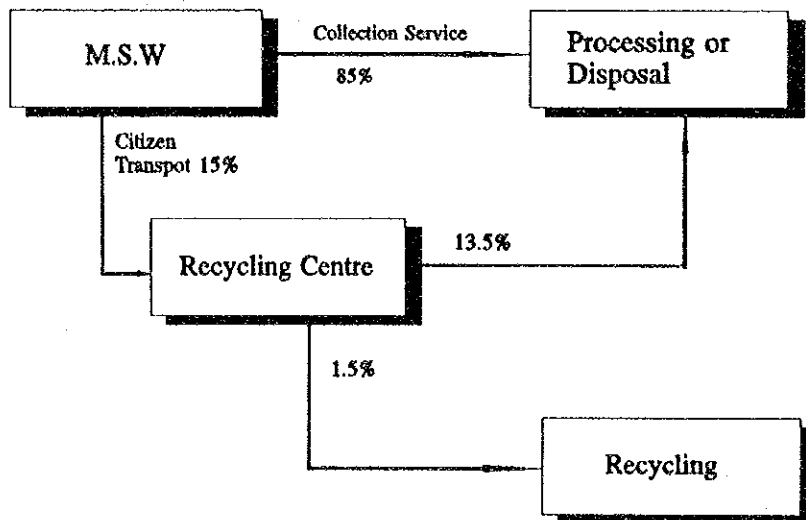 M.S.W
Collection Service
85%
Processing or
Disposal
Citizen
Transpot 15%
Recycling Centre
13.5%
1.5%
Recycling